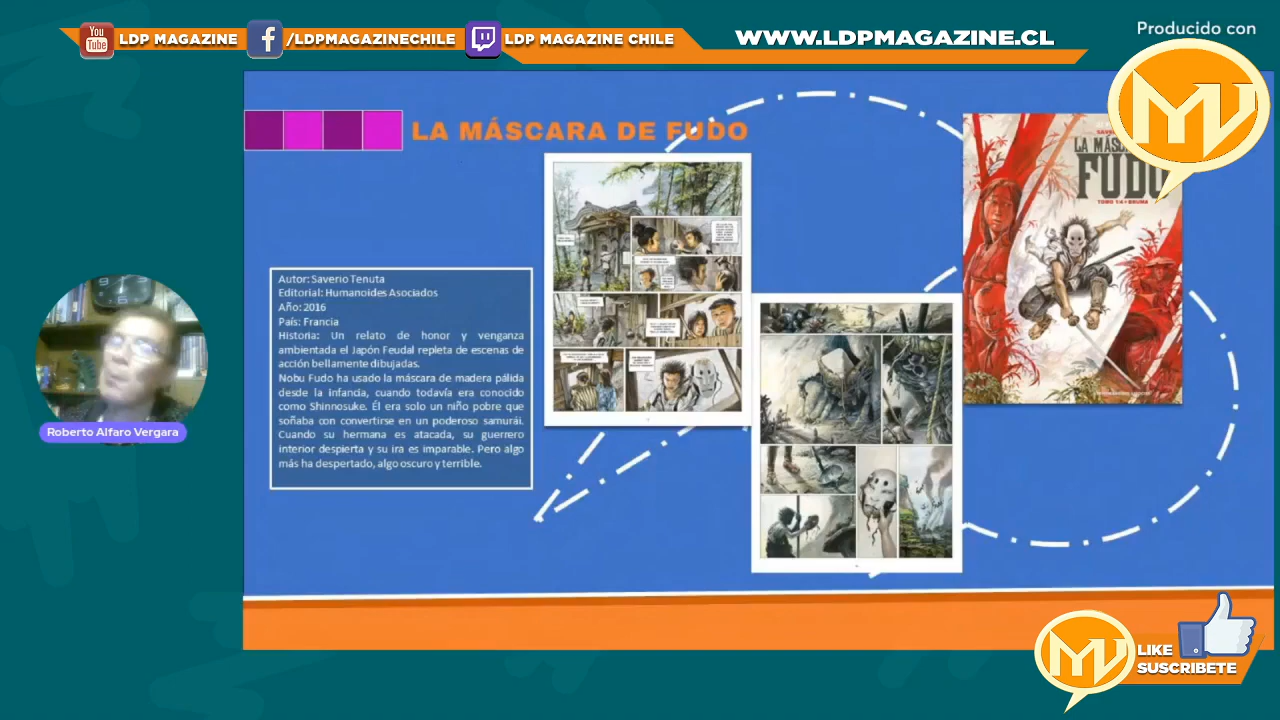 You
Tube
LDP MAGAZINE
f
/LDPMAGAZINECHILE
LDP MAGAZINE CHILE
WWW.LDPMAGAZINE.CL
Producido con
MV
LA MÁSCARA DE FUDO
FUDO
Autor: Saverio Tenuta
Editorial: Humanoides Asociados
Año: 2016
País: Francia
Historia: Un relato de honor y venganza
ambientada el Japón Feudal repleta de escenas de
acción bellamente dibujadas.
Nobu Fudo ha usado la máscara de madera pálida
desde la infancia, cuando todavía era conocido
como Shinnosuke. Él era solo un niño pobre que
soñaba con convertirse en un poderoso samurái.
Cuando su hermana es atacada, su guerrero
interior despierta y su ira es imparable. Pero algo
más ha despertado, algo oscuro y terrible.
Roberto Alfaro Vergara
MV
LIKE
SUSCRIBETE